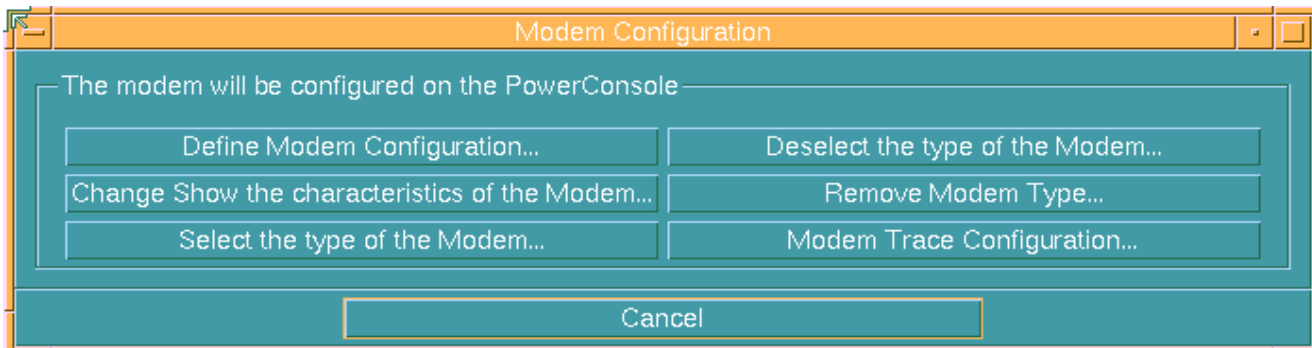 Modem Configuration
The modem will be configured on the PowerConsole
Define Modem Configuration...
Deselect the type of the Modem...
Change Show the characteristics of the Modem...
Remove Modem Type...
Select the type of the Modem...
Modem Trace Configuration...
Cancel